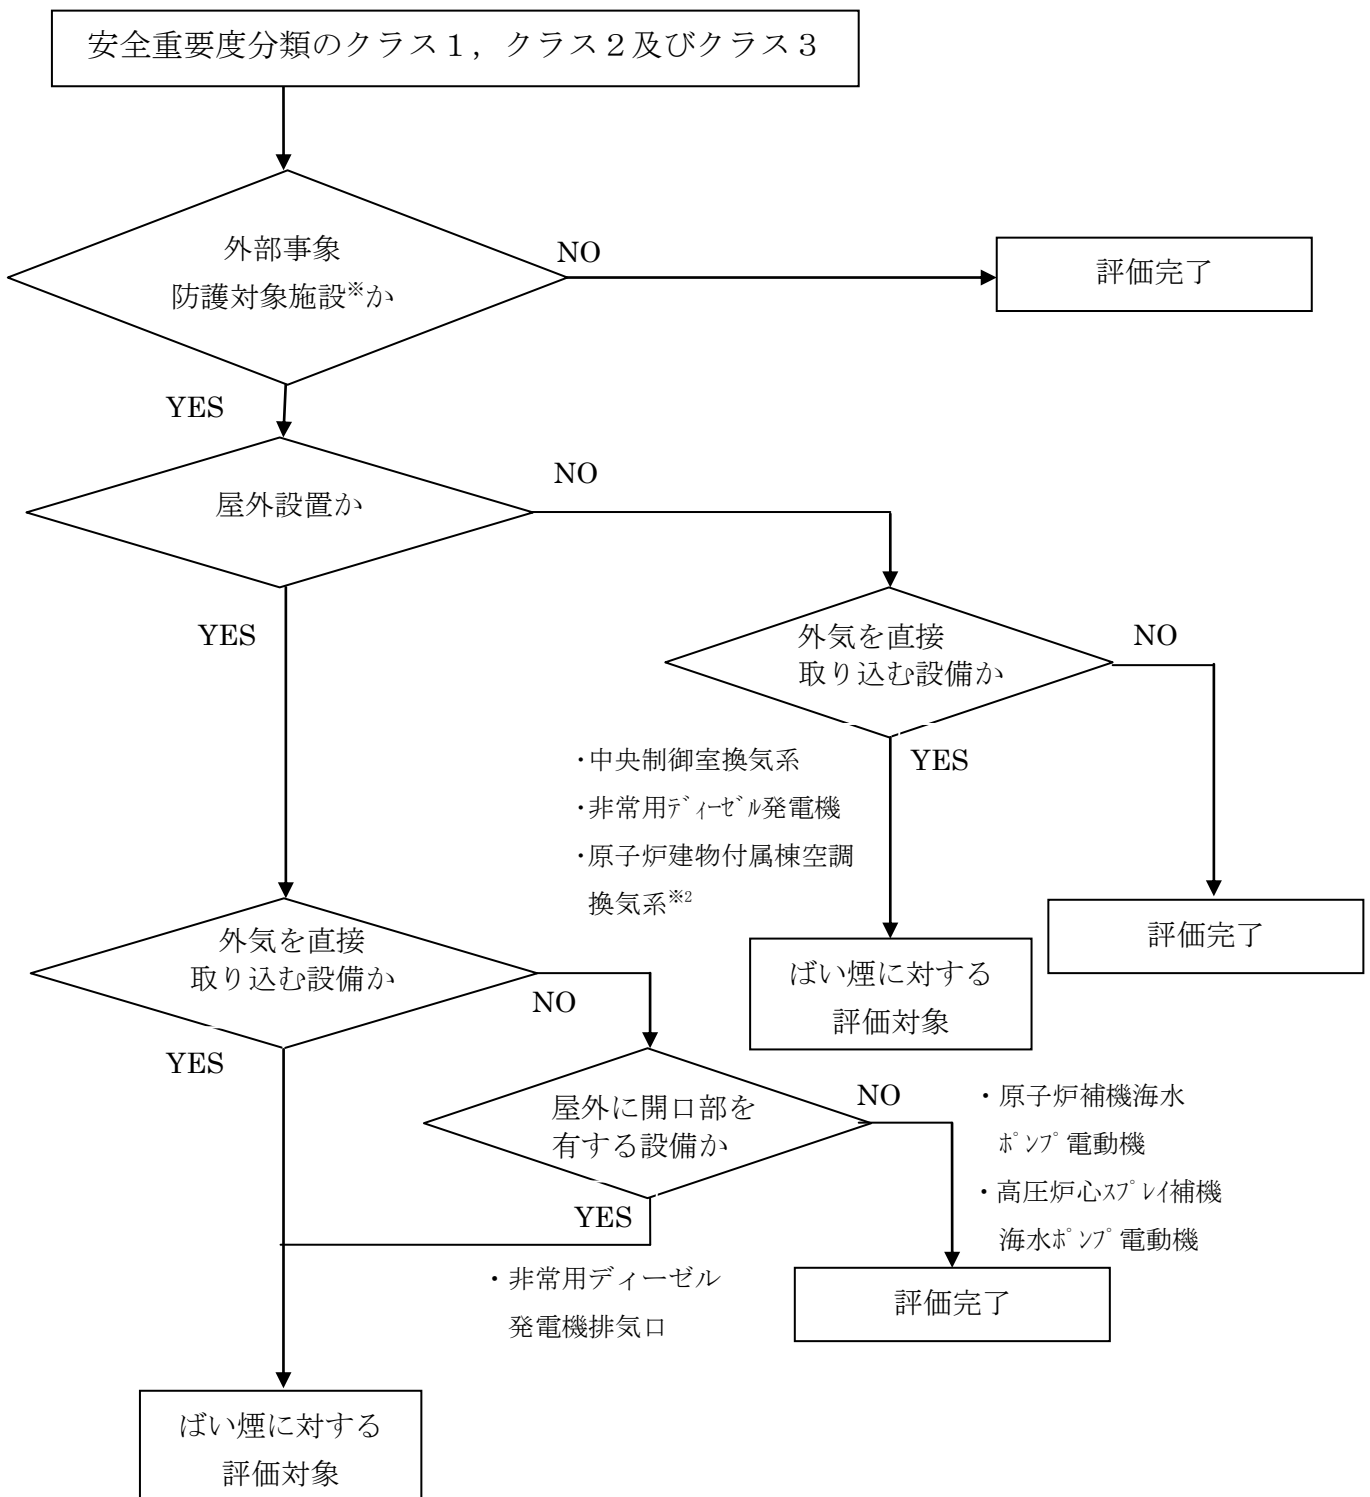 安全重要度分類のクラス１，クラス２及びクラス３
外部事象
防護対象施設※か
NO
評価完了
YES
屋外設置か
NO
YES
外気を直接
取り込む設備か
NO
YES
・中央制御室換気系
・非常用ﾃﾞｨｰｾﾞﾙ発電機
・原子炉建物付属棟空調
換気系※2
評価完了
ばい煙に対する
評価対象
外気を直接
取り込む設備か
NO
YES
屋外に開口部を
有する設備か
NO
YES
・原子炉補機海水
ﾎﾟﾝﾌﾟ電動機
・高圧炉心ｽﾌﾟﾚｲ補機
海水ﾎﾟﾝﾌﾟ電動機
・非常用ディーゼル
発電機排気口
評価完了
ばい煙に対する
評価対象